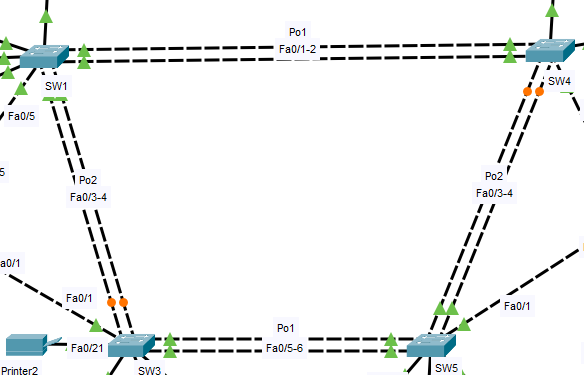 Po1
Fa0/1-2
SW1
SW4
Fa0/5
5
Po2
Fa0/3-4
Po2
Fa0/3-4
a0/1
Fa0/1
Fa0/1
Po1
Fa0/21
Fa0/5-6
Printer2
SW3
SW5